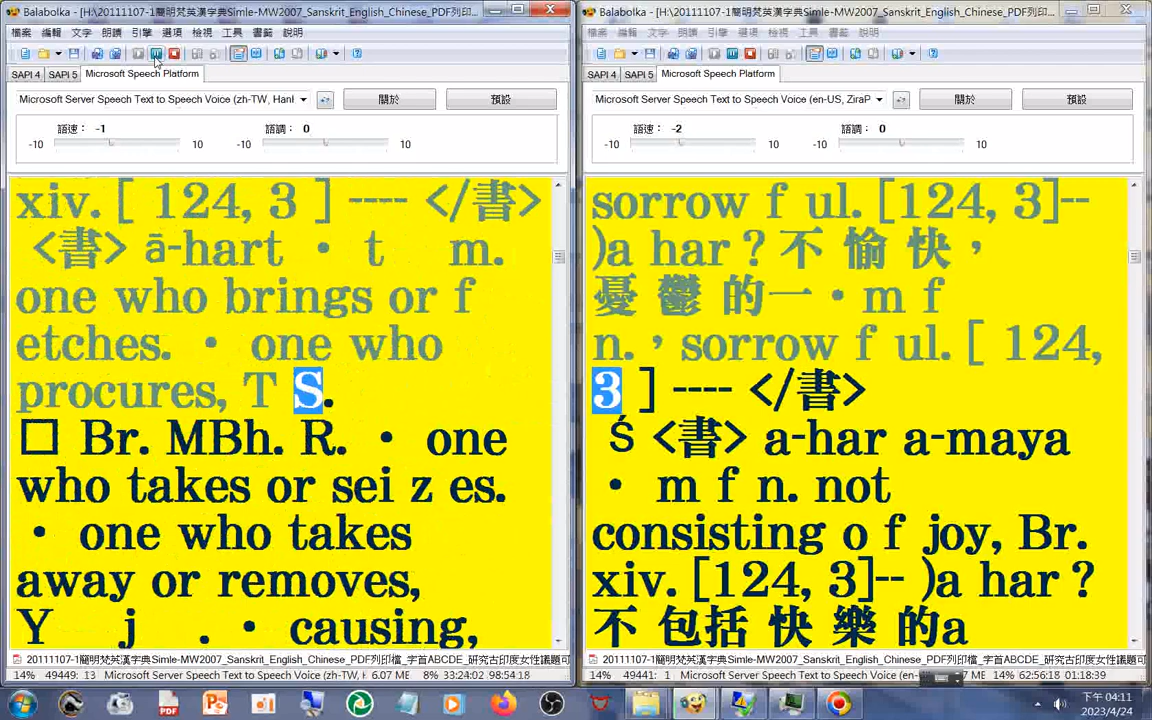 Balabolka - [H:\20111107-1簡明梵英漢字典Simle-MW2007_Sanskrit_English_Chinese_PDF列印...
檔案 編輯 文字 朗讀 引擎 選項 檢視 工具 書籤 說明
SAPI 4 SAPI 5 Microsoft Speech Platform
Microsoft Server Speech Text to Speech Voice (zh-TW, Hanl
關於 預設
語速： -1 語調： 0
-10 10 -10 10
xiv. [ 124, 3 ] ---- </書>
<書> ā-hart • t m.
one who brings or f
etches. • one who
procures, T S.
□ Br. MBh. R. • one
who takes or sei z es.
• one who takes
away or removes,
Y j . • causing,
20111107-1簡明梵英漢字典Simle-MW2007_Sanskrit_English_Chinese_PDF列印檔_字首ABCDE_研究古印度女性議題可
14% 49449: 13 Microsoft Server Speech Text to Speech Voice (zh-TW, H 6.07 MB 8% 33:24:02 98:54:18
Balabolka - [H:\20111107-1簡明梵英漢字典Simle-MW2007_Sanskrit_English_Chinese_PDF列印...
檔案 編輯 文字 朗讀 引擎 選項 檢視 工具 書籤 說明
SAPI 4 SAPI 5 Microsoft Speech Platform
Microsoft Server Speech Text to Speech Voice (en-US, ZiraP
關於 預設
語速： -2 語調： 0
-10 10 -10 10
sorrow f ul. [124, 3]--
)a har？不 愉 快，
憂 鬱 的一 • m f
n.，sorrow f ul. [ 124,
3 ] ---- </書>
Ś <書> a-har a-maya
• m f n. not
consisting o f joy, Br.
xiv. [124, 3]-- )a har？
不 包括 快 樂 的a
20111107-1簡明梵英漢字典Simle-MW2007_Sanskrit_English_Chinese_PDF列印檔_字首ABCDE_研究古印度女性議題可
14% 49441: 1 Microsoft Server Speech Text to Speech Voice (en-US, 14% 62:56:18 01:18:39
下午 04:11
2023/4/24